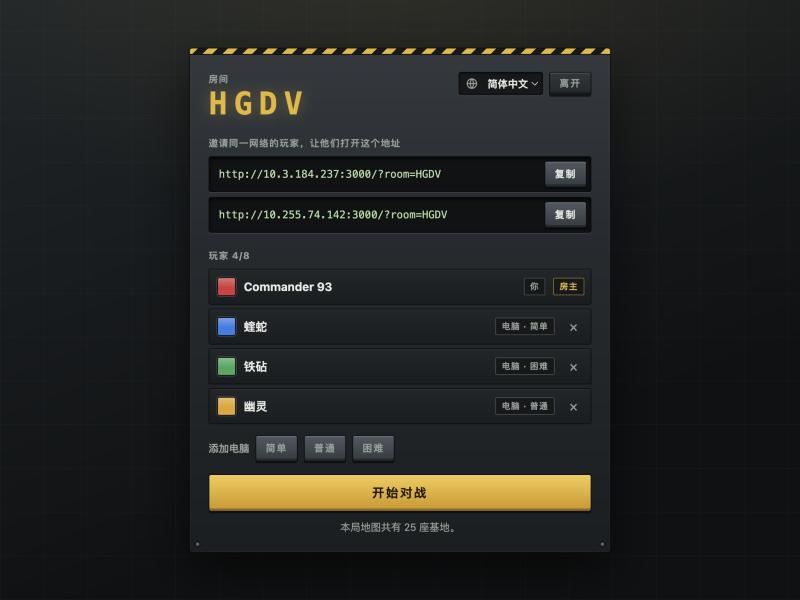 房间
HGDV
简体中文
离开
邀请同一网络的玩家，让他们打开这个地址
http://10.3.184.237:3000/?room=HGDV
复制
http://10.255.74.142:3000/?room=HGDV
复制
玩家 4/8
Commander 93
你
房主
蝰蛇
电脑 · 简单
×
铁砧
电脑 · 困难
×
幽灵
电脑 · 普通
×
添加电脑
简单
普通
困难
开始对战
本局地图共有 25 座基地。